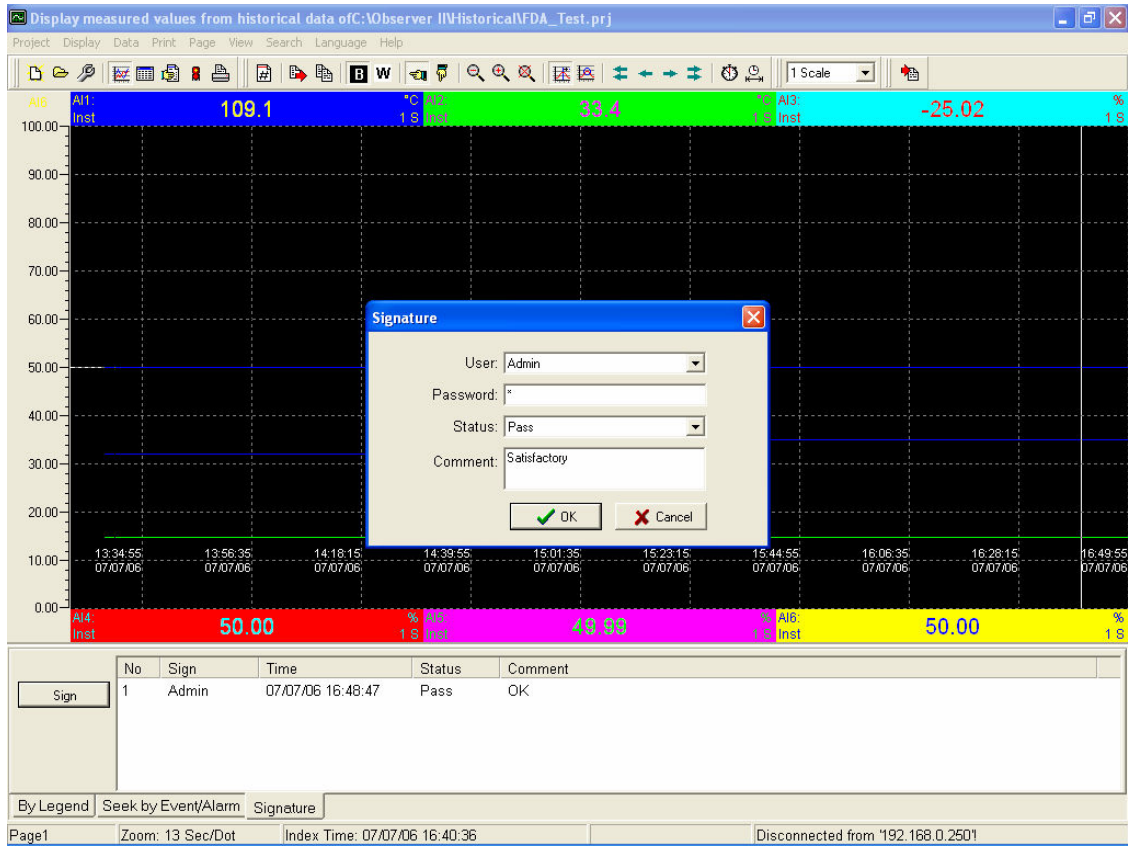 Display measured values from historical data ofC:\Observer II\Historical\FDA_Test.prj
Project Display Data Print Page View Search Language Help
B W 1 Scale
AI6
AI1: 109.1 °C AI2: 33.4 °C AI3: -25.02 %
Inst 1 S Inst 1 S Inst 1 S
100.00
90.00
80.00
70.00
60.00
50.00
40.00
30.00
20.00
10.00
0.00
Signature
User: Admin
Password: *
Status: Pass
Comment: Satisfactory
OK Cancel
13:34:55 13:56:35 14:18:15 14:39:55 15:01:35 15:23:15 15:44:55 16:06:35 16:28:15 16:49:55
07/07/06 07/07/06 07/07/06 07/07/06 07/07/06 07/07/06 07/07/06 07/07/06 07/07/06 07/07/06
AI4: 50.00 % AI5: 49.99 % AI6: 50.00 %
Inst 1 S Inst 1 S Inst 1 S
No Sign Time Status Comment
Sign
1 Admin 07/07/06 16:48:47 Pass OK
By Legend Seek by Event/Alarm Signature
Page1 Zoom: 13 Sec/Dot Index Time: 07/07/06 16:40:36 Disconnected from '192.168.0.250'!